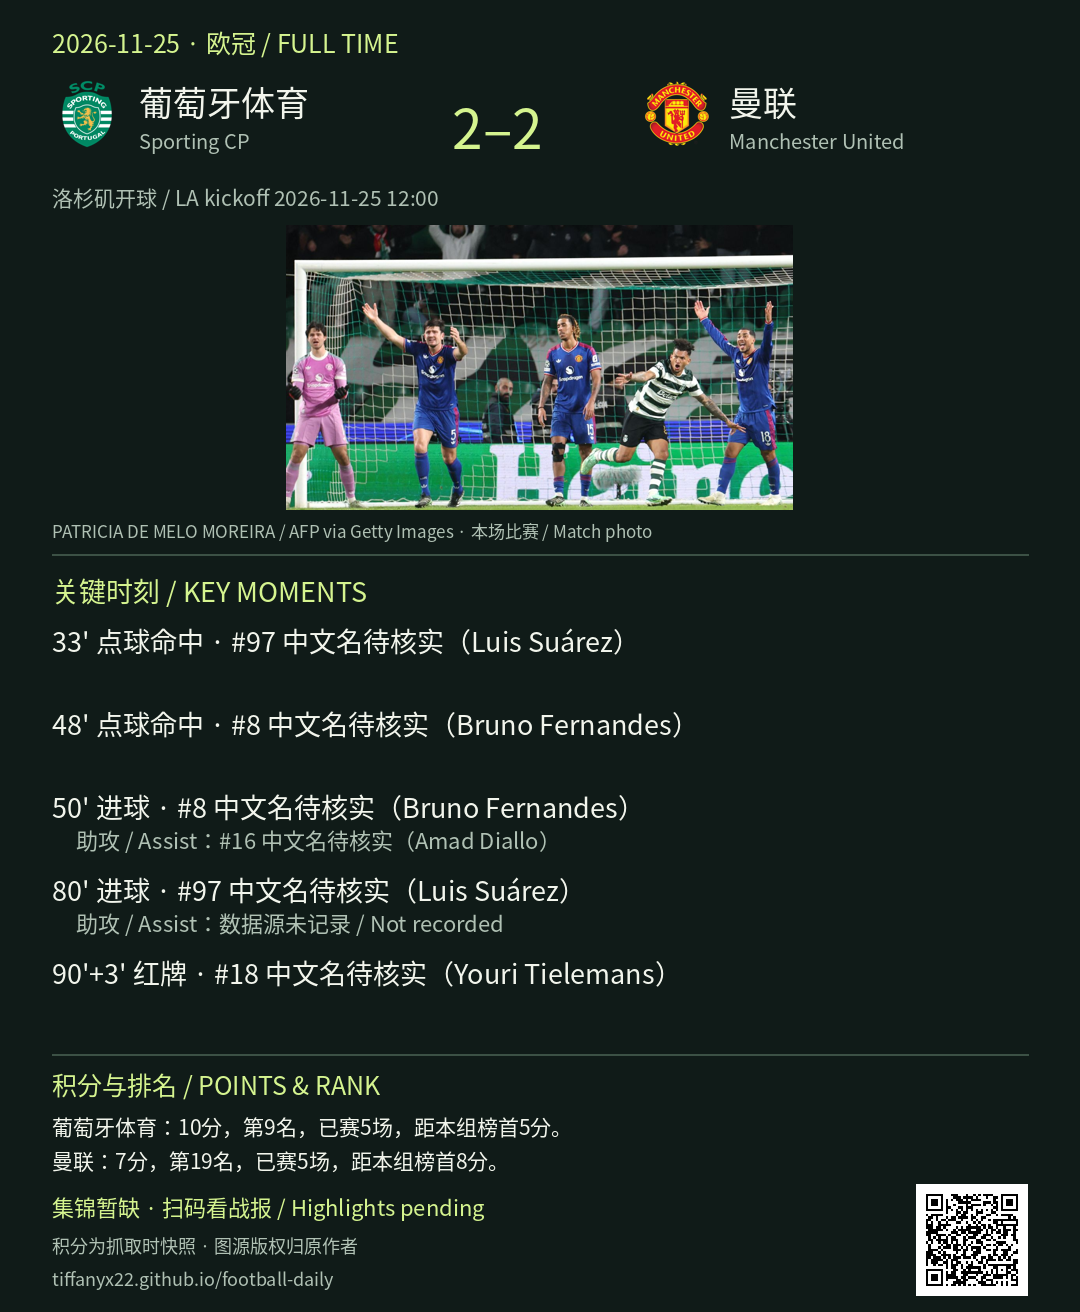 2026-11-25 · 欧冠 / FULL TIME
SCP
SPORTING
PORTUGAL
葡萄牙体育
Sporting CP
2–2
MANCHESTER
UNITED
曼联
Manchester United
洛杉矶开球 / LA kickoff 2026-11-25 12:00
Snapdragon
5
15
18
Heine
PATRICIA DE MELO MOREIRA / AFP via Getty Images · 本场比赛 / Match photo
关键时刻 / KEY MOMENTS
33' 点球命中 · #97 中文名待核实（Luis Suárez）
48' 点球命中 · #8 中文名待核实（Bruno Fernandes）
50' 进球 · #8 中文名待核实（Bruno Fernandes）
助攻 / Assist：#16 中文名待核实（Amad Diallo）
80' 进球 · #97 中文名待核实（Luis Suárez）
助攻 / Assist：数据源未记录 / Not recorded
90'+3' 红牌 · #18 中文名待核实（Youri Tielemans）
积分与排名 / POINTS & RANK
葡萄牙体育：10分，第9名，已赛5场，距本组榜首5分。
曼联：7分，第19名，已赛5场，距本组榜首8分。
集锦暂缺 · 扫码看战报 / Highlights pending
积分为抓取时快照 · 图源版权归原作者
tiffanyx22.github.io/football-daily